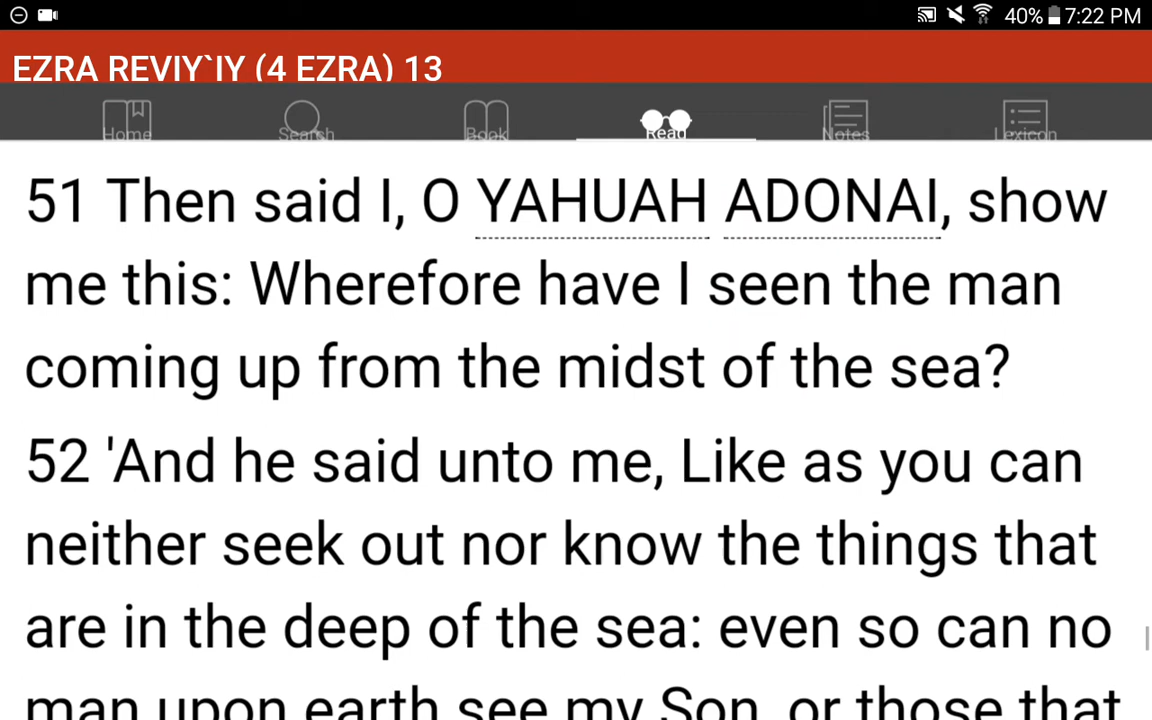 40% 7:22 PM
EZRA REVIY`IY (4 EZRA) 13
Home Search Book Read Notes Lexicon
51 Then said I, O YAHUAH ADONAI, show
me this: Wherefore have I seen the man
coming up from the midst of the sea?
52 'And he said unto me, Like as you can
neither seek out nor know the things that
are in the deep of the sea: even so can no
man upon earth see my Son, or those that